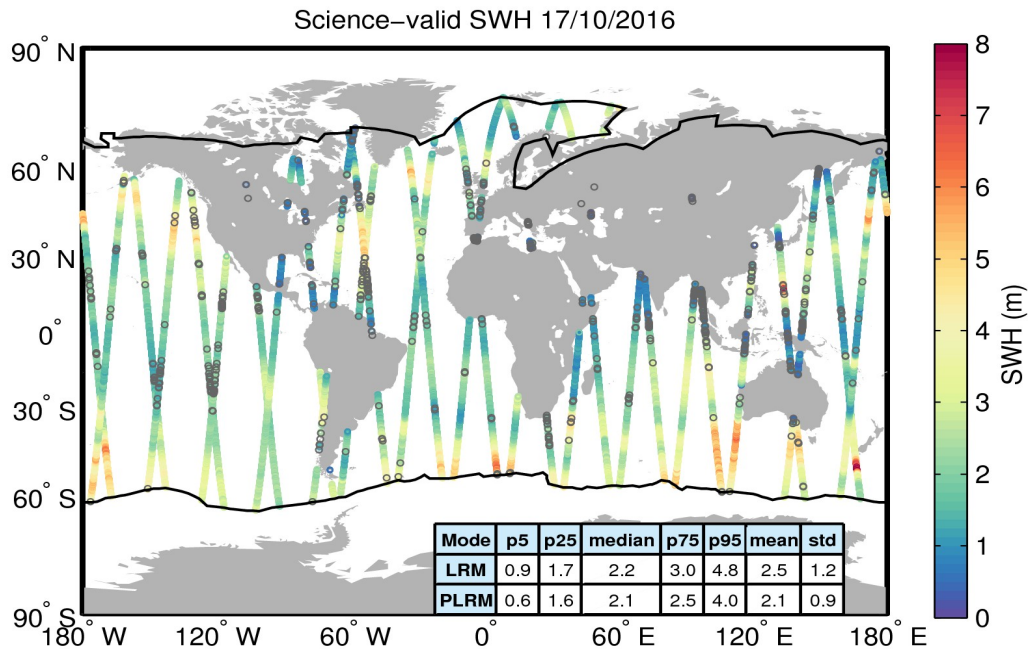 Science−valid SWH 17/10/2016
90° N
60° N
30° N
0°
30° S
60° S
90° S
180° W
120° W
60° W
0°
60° E
120° E
180° E
8
7
6
5
4
3
2
1
0
SWH (m)
Mode p5 p25 median p75 p95 mean std
LRM 0.9 1.7 2.2 3.0 4.8 2.5 1.2
PLRM 0.6 1.6 2.1 2.5 4.0 2.1 0.9